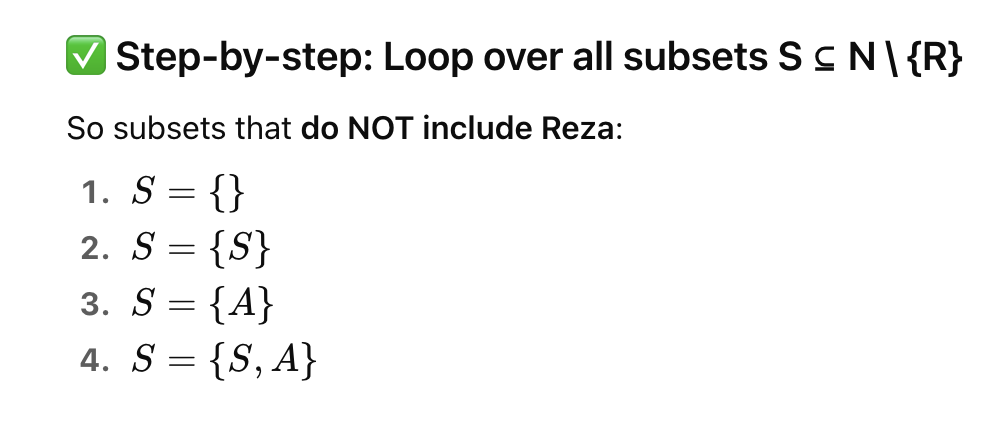 ✅ Step-by-step: Loop over all subsets S ⊆ N \ {R}
So subsets that do NOT include Reza:
1. S = {}
2. S = {S}
3. S = {A}
4. S = {S, A}